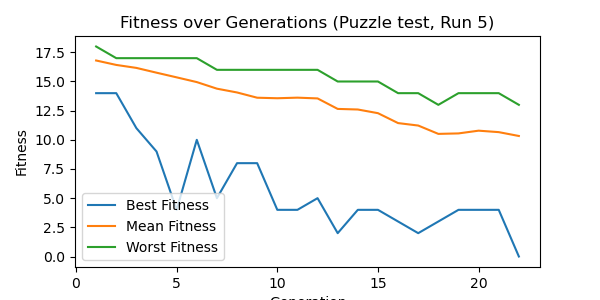 Fitness over Generations (Puzzle test, Run 5)
Fitness
17.5
15.0
12.5
10.0
7.5
5.0
2.5
0.0
Best Fitness
Mean Fitness
Worst Fitness
0 5 10 15 20
Generation